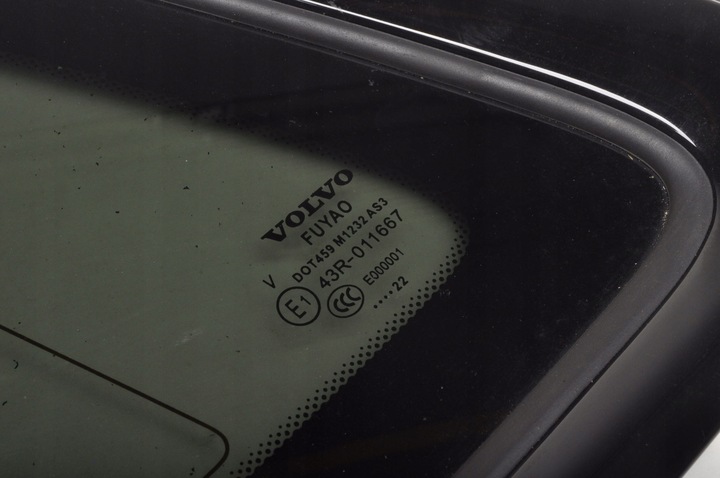 VOLVO
FUYAO
V DOT459 M1232 AS3
E1 43R-011667
CCC E000001
.....22